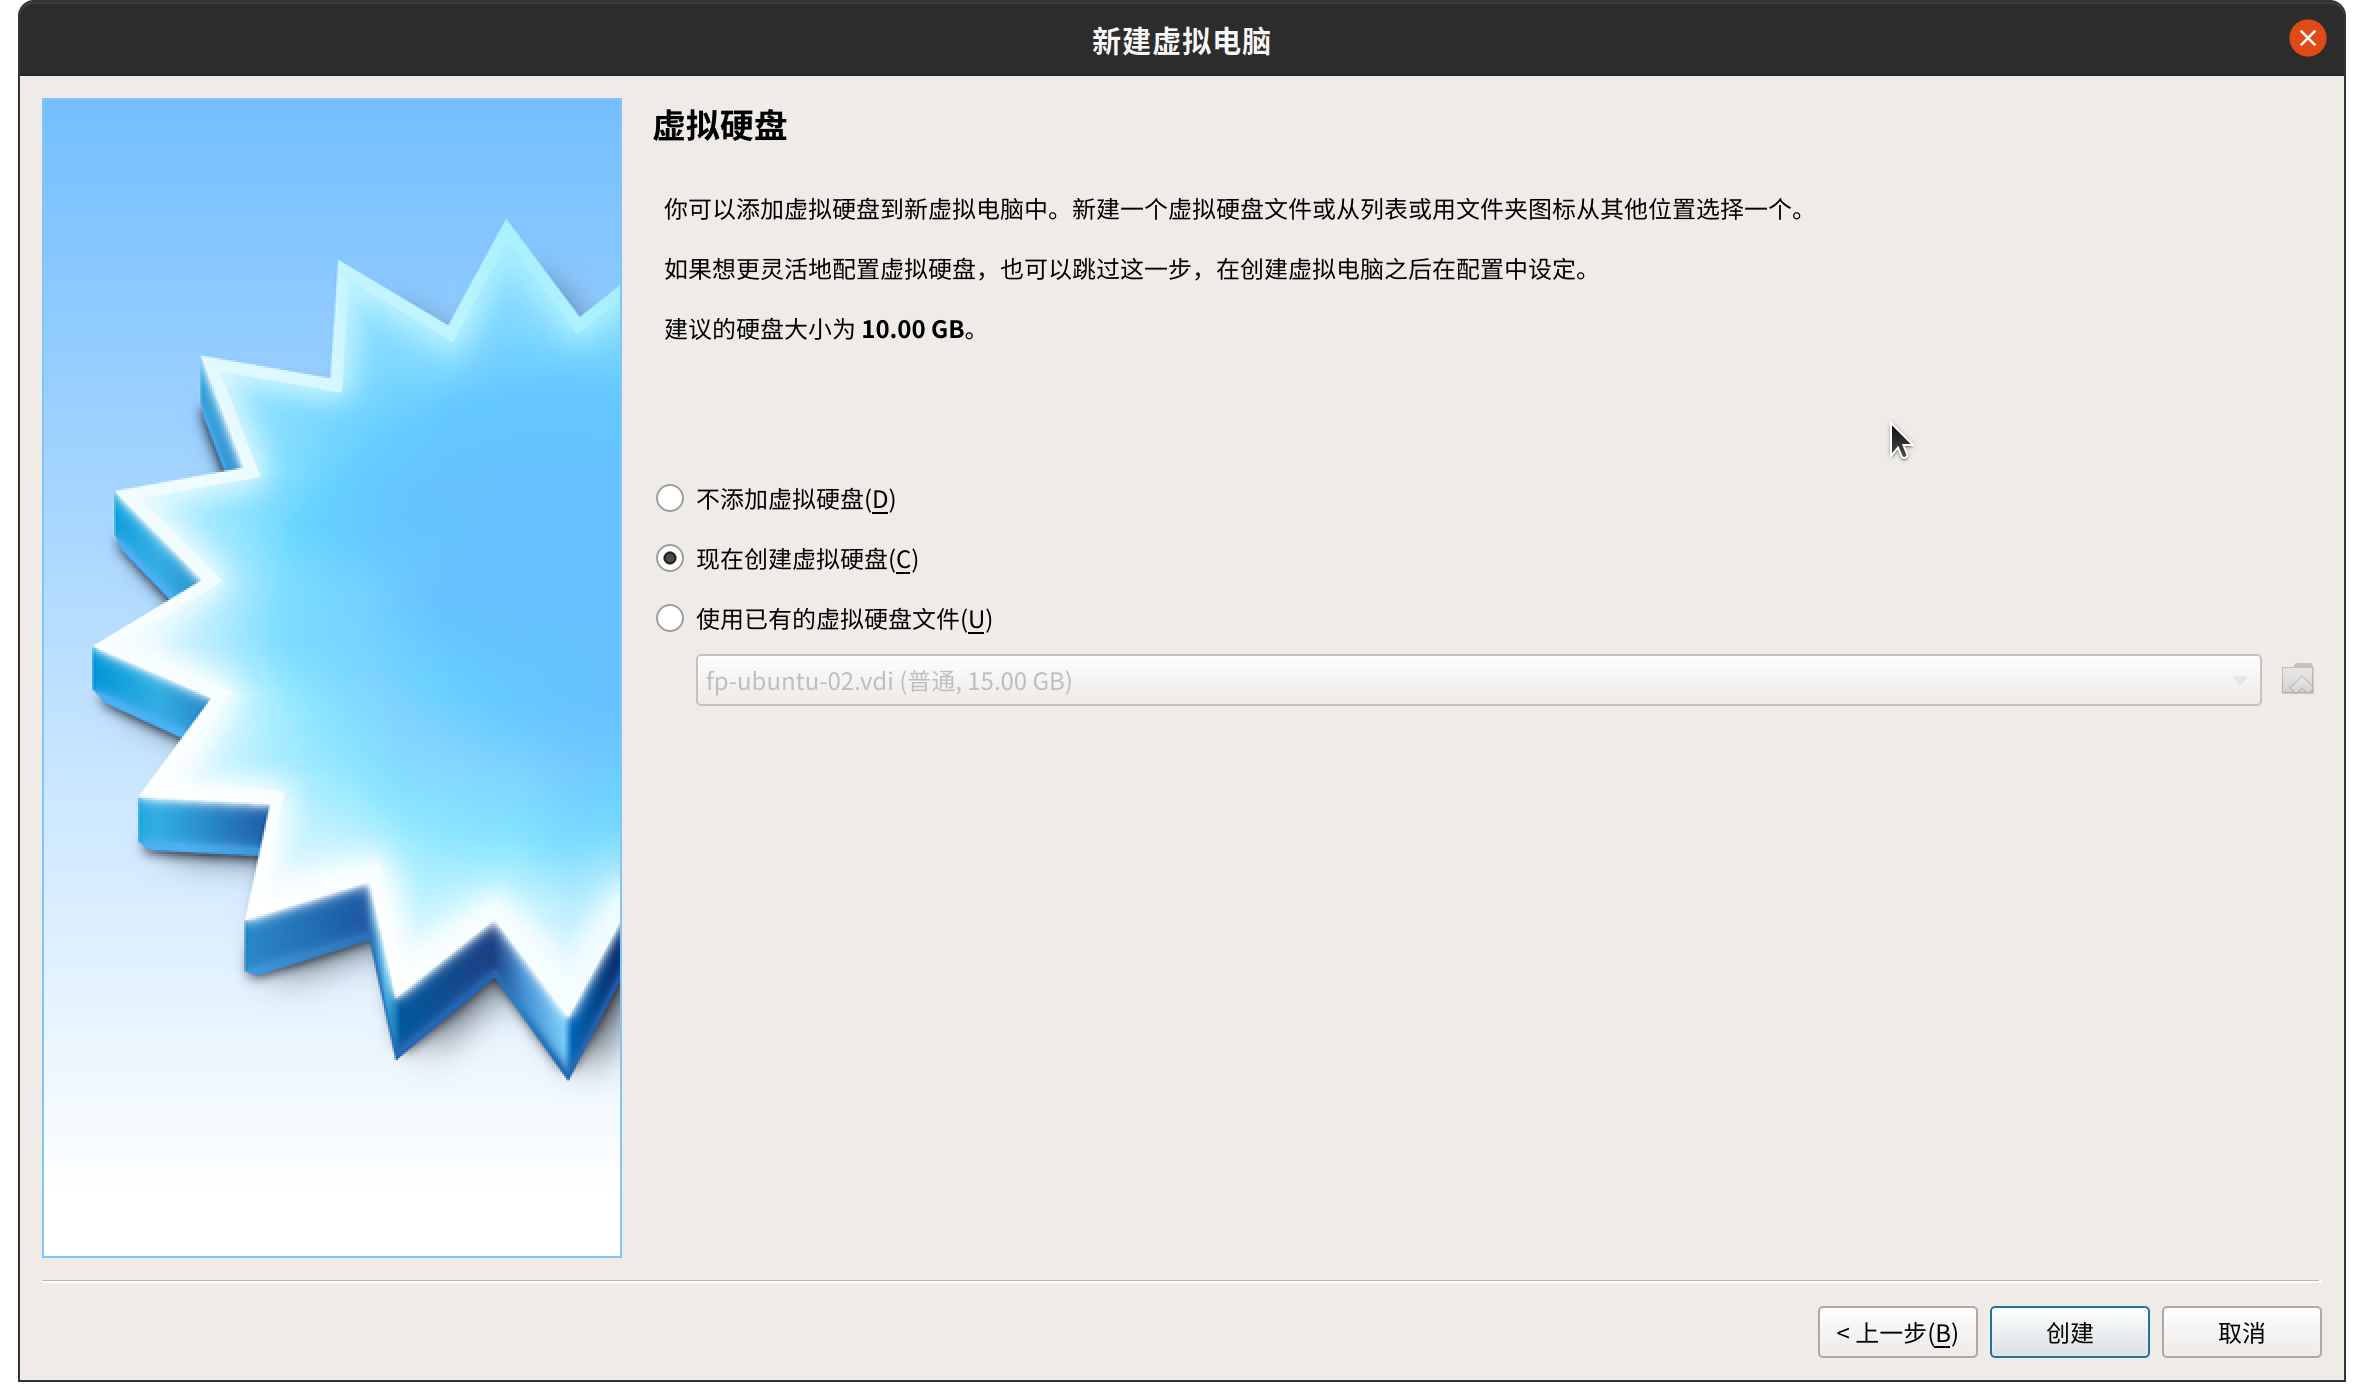 新建虚拟电脑
虚拟硬盘
你可以添加虚拟硬盘到新虚拟电脑中。新建一个虚拟硬盘文件或从列表或用文件夹图标从其他位置选择一个。
如果想更灵活地配置虚拟硬盘，也可以跳过这一步，在创建虚拟电脑之后在配置中设定。
建议的硬盘大小为 10.00 GB。
不添加虚拟硬盘(D)
现在创建虚拟硬盘(C)
使用已有的虚拟硬盘文件(U)
fp-ubuntu-02.vdi (普通, 15.00 GB)
< 上一步(B)
创建
取消